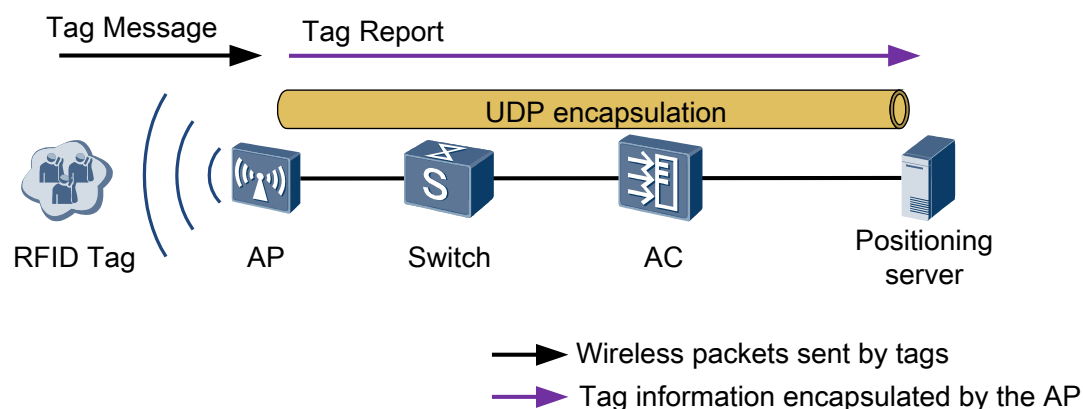 Tag Message
Tag Report
UDP encapsulation
S
RFID Tag
AP
Switch
AC
Positioning
server
Wireless packets sent by tags
Tag information encapsulated by the AP